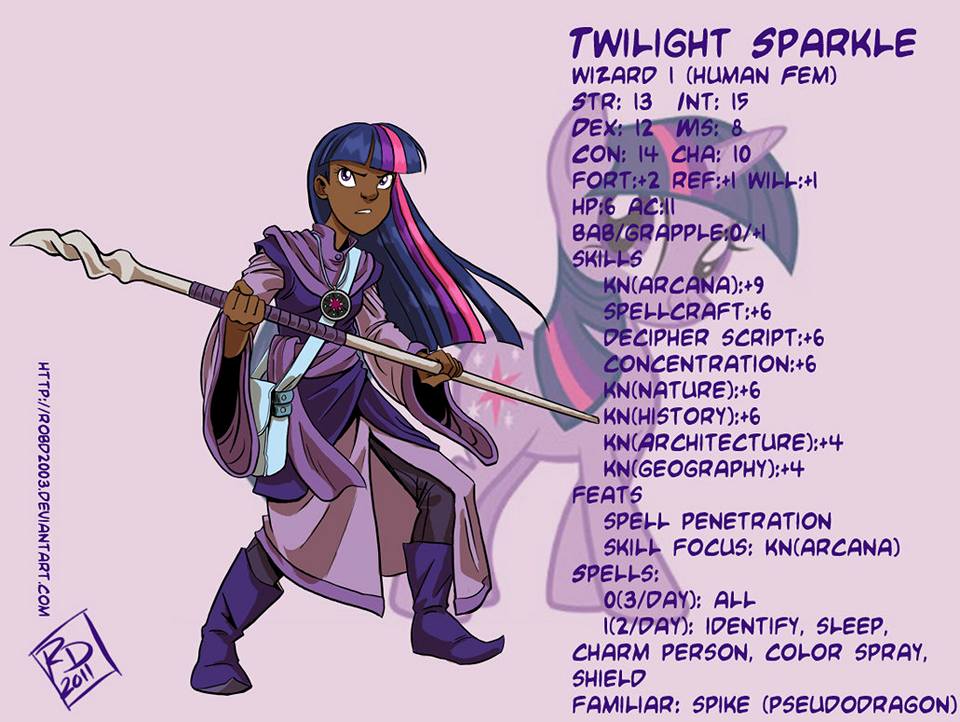 Twilight Sparkle
Wizard 1 (Human Fem)
Str: 13 Int: 15
Dex: 12 Wis: 8
Con: 14 Cha: 10
Fort:+2 Ref:+1 Will:+1
HP:6 AC:11
BAB/Grapple:0/+1
Skills
Kn(Arcana):+9
Spellcraft:+6
Decipher Script:+6
Concentration:+6
Kn(Nature):+6
Kn(History):+6
Kn(Architecture):+4
Kn(Geography):+4
Feats
Spell Penetration
Skill Focus: Kn(Arcana)
Spells:
0(3/day): All
1(2/day): Identify, Sleep,
Charm Person, Color Spray,
Shield
Familiar: Spike (Pseudodragon)
http://robd2003.deviantart.com
RD
2011